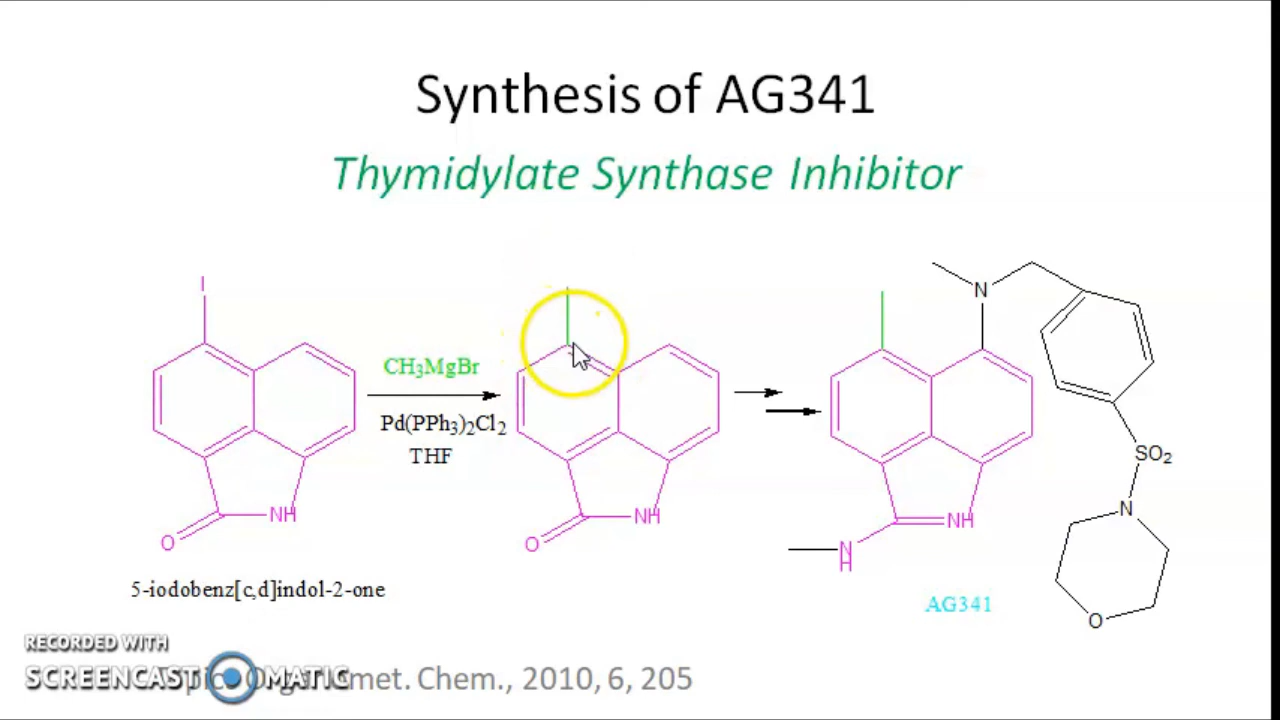 Synthesis of AG341
Thymidylate Synthase Inhibitor
I
CH₃MgBr
Pd(PPh₃)₂Cl₂
THF
O
NH
O
NH
N
SO₂
N
O
NH
N
H
5-iodobenz[c,d]indol-2-one
AG341
RECORDED WITH
SCREENCAST MATIC
met. Chem., 2010, 6, 205